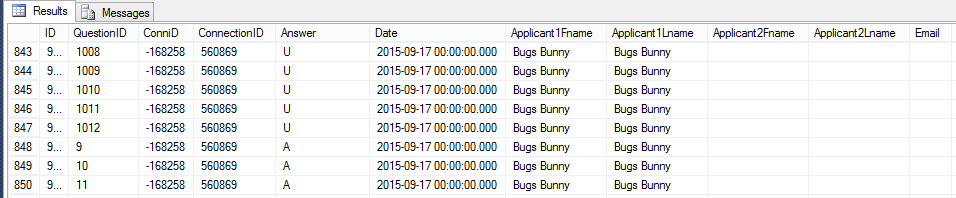 Results Messages
ID QuestionID ConniD ConnectionID Answer Date Applicant1Fname Applicant1Lname Applicant2Fname Applicant2Lname Email
843 9... 1008 -168258 560869 U 2015-09-17 00:00:00.000 Bugs Bunny Bugs Bunny
844 9... 1009 -168258 560869 U 2015-09-17 00:00:00.000 Bugs Bunny Bugs Bunny
845 9... 1010 -168258 560869 U 2015-09-17 00:00:00.000 Bugs Bunny Bugs Bunny
846 9... 1011 -168258 560869 U 2015-09-17 00:00:00.000 Bugs Bunny Bugs Bunny
847 9... 1012 -168258 560869 U 2015-09-17 00:00:00.000 Bugs Bunny Bugs Bunny
848 9... 9 -168258 560869 A 2015-09-17 00:00:00.000 Bugs Bunny Bugs Bunny
849 9... 10 -168258 560869 A 2015-09-17 00:00:00.000 Bugs Bunny Bugs Bunny
850 9... 11 -168258 560869 A 2015-09-17 00:00:00.000 Bugs Bunny Bugs Bunny